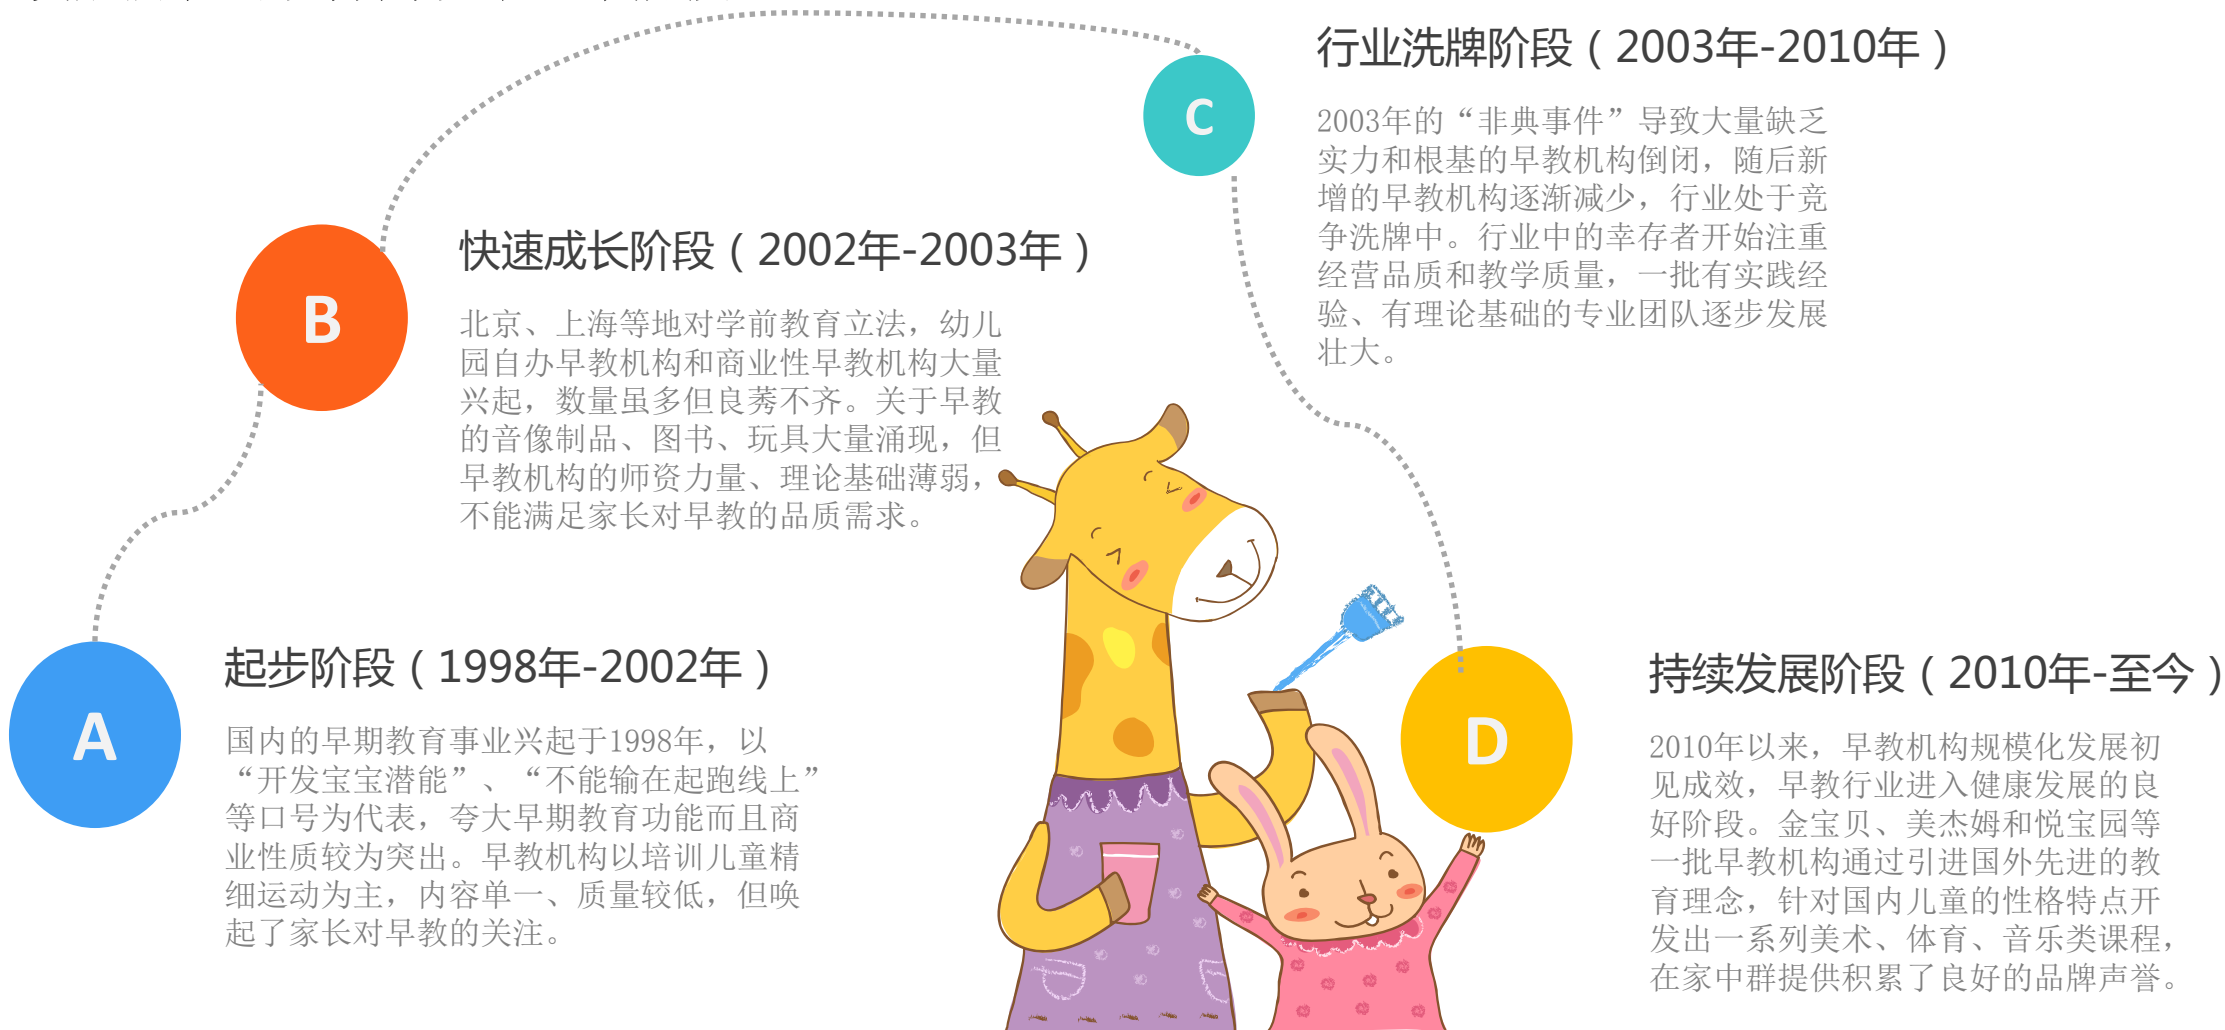 A
起步阶段（1998年-2002年）
国内的早期教育事业兴起于1998年，以
“开发宝宝潜能”、“不能输在起跑线上”
等口号为代表，夸大早期教育功能而且商
业性质较为突出。早教机构以培训儿童精
细运动为主，内容单一、质量较低，但唤
起了家长对早教的关注。
B
快速成长阶段（2002年-2003年）
北京、上海等地对学前教育立法，幼儿
园自办早教机构和商业性早教机构大量
兴起，数量虽多但良莠不齐。关于早教
的音像制品、图书、玩具大量涌现，但
早教机构的师资力量、理论基础薄弱，
不能满足家长对早教的品质需求。
C
行业洗牌阶段（2003年-2010年）
2003年的“非典事件”导致大量缺乏
实力和根基的早教机构倒闭，随后新
增的早教机构逐渐减少，行业处于竞
争洗牌中。行业中的幸存者开始注重
经营品质和教学质量，一批有实践经
验、有理论基础的专业团队逐步发展
壮大。
D
持续发展阶段（2010年-至今）
2010年以来，早教机构规模化发展初
见成效，早教行业进入健康发展的良
好阶段。金宝贝、美杰姆和悦宝园等
一批早教机构通过引进国外先进的教
育理念，针对国内儿童的性格特点开
发出一系列美术、体育、音乐类课程，
在家中群提供积累了良好的品牌声誉。